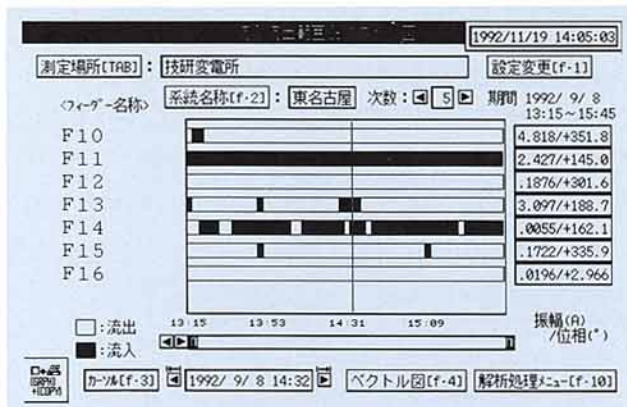 1992/11/19 14:05:03
測定場所[TAB]: 技研変電所 設定変更[f・1]
<フィーダー名称> 系統名称[f・2]: 東名古屋 次数: 5 期間 1992/ 9/ 8
13:15~15:45
F10 4.818/+351.8
F11 2.427/+145.0
F12 .1876/+301.6
F13 3.097/+188.7
F14 .0055/+162.1
F15 .1722/+335.9
F16 .0196/+2.966
13:15 13:53 14:31 15:09
□:流出 振幅(A)
■:流入 /位相(°)
カーソル[f・3] 1992/ 9/ 8 14:32 ベクトル図[f・4] 解析処理メニュー[f・10]
[GRPH]
+[COPY]